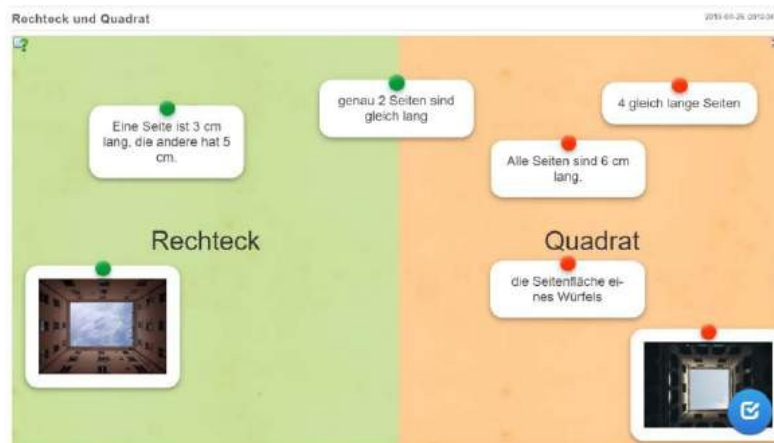 Rechteck und Quadrat
genau 2 Seiten sind
gleich lang
4 gleich lange Seiten
Eine Seite ist 3 cm
lang, die andere hat 5
cm.
Alle Seiten sind 6 cm
lang.
Rechteck
Quadrat
die Seitenfläche ei-
nes Würfels